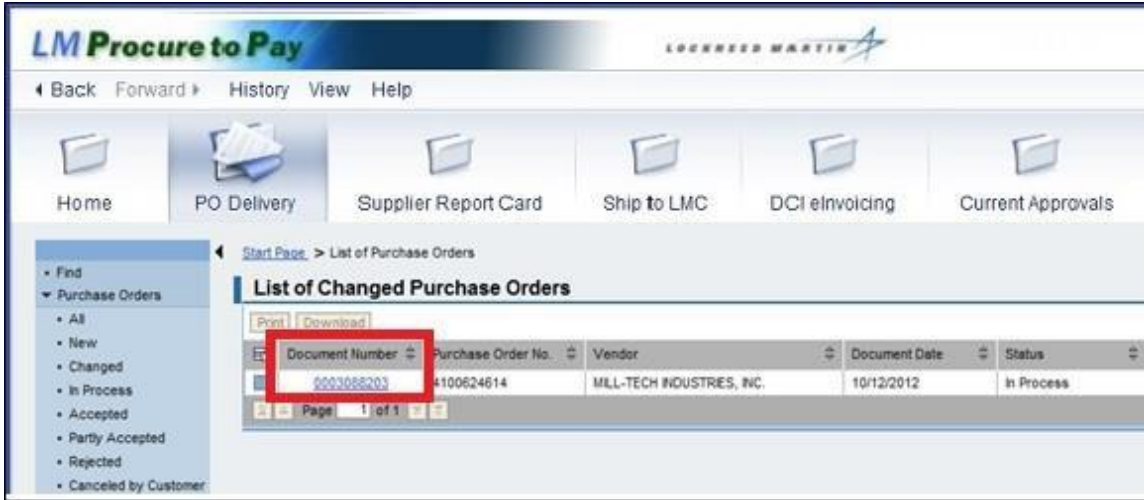 LM Procure to Pay
LOCKHEED MARTIN
Back Forward History View Help
Home PO Delivery Supplier Report Card Ship to LMC DCI eInvoicing Current Approvals
Start Page > List of Purchase Orders
Find
Purchase Orders
All
New
Changed
In Process
Accepted
Partly Accepted
Rejected
Canceled by Customer
List of Changed Purchase Orders
Print Download
Document Number Purchase Order No. Vendor Document Date Status
0003088203 4100624614 MILL-TECH INDUSTRIES, INC. 10/12/2012 In Process
Page 1 of 1